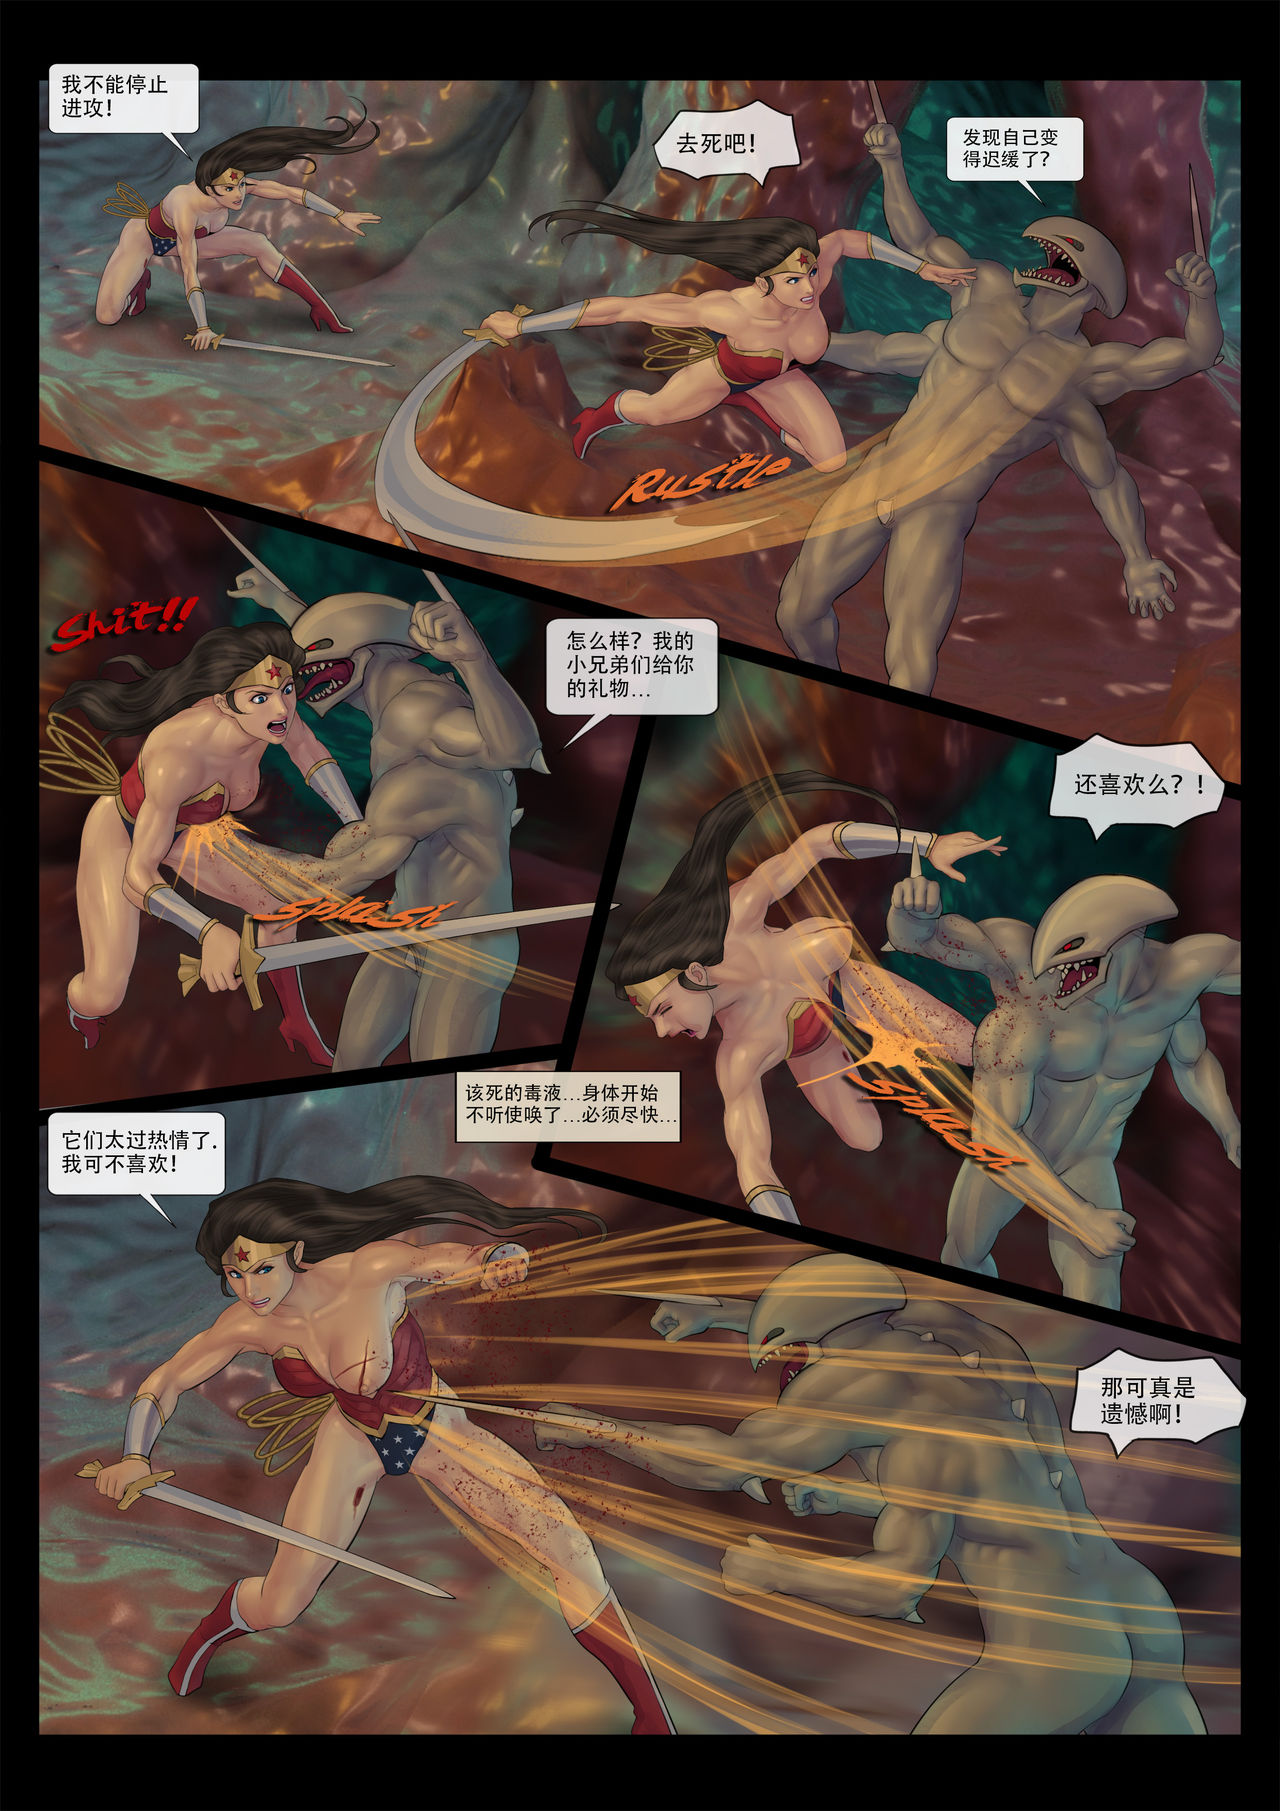 我不能停止
进攻！
去死吧！
发现自己变
得迟缓了？
Rustle
Shit!!
怎么样？我的
小兄弟们给你
的礼物...
splash
还喜欢么？！
splash
该死的毒液...身体开始
不听使唤了...必须尽快...
它们太过热情了.
我可不喜欢！
那可真是
遗憾啊！